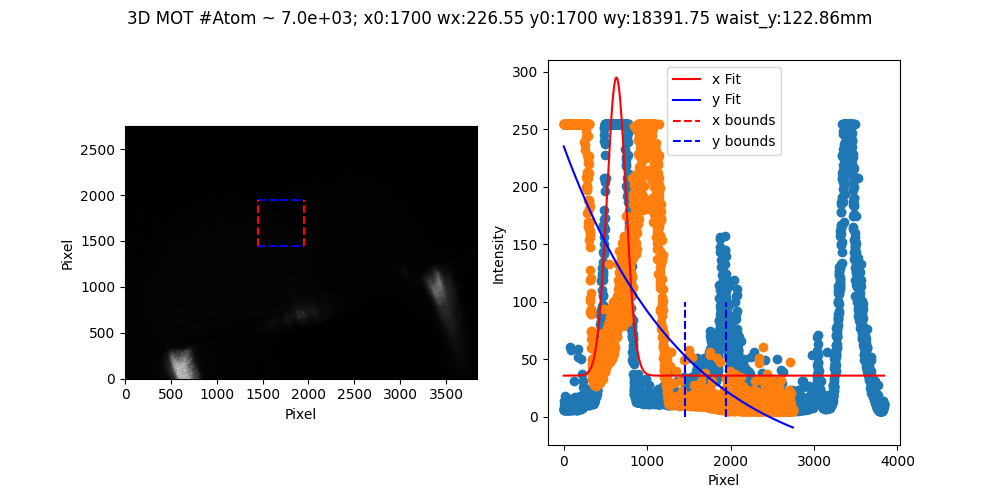 3D MOT #Atom ~ 7.0e+03; x0:1700 wx:226.55 y0:1700 wy:18391.75 waist_y:122.86mm
2500
2000
1500
1000
500
0
0 500 1000 1500 2000 2500 3000 3500
Pixel
Pixel
300
250
200
150
100
50
0
0 1000 2000 3000 4000
Pixel
Intensity
x Fit
y Fit
x bounds
y bounds